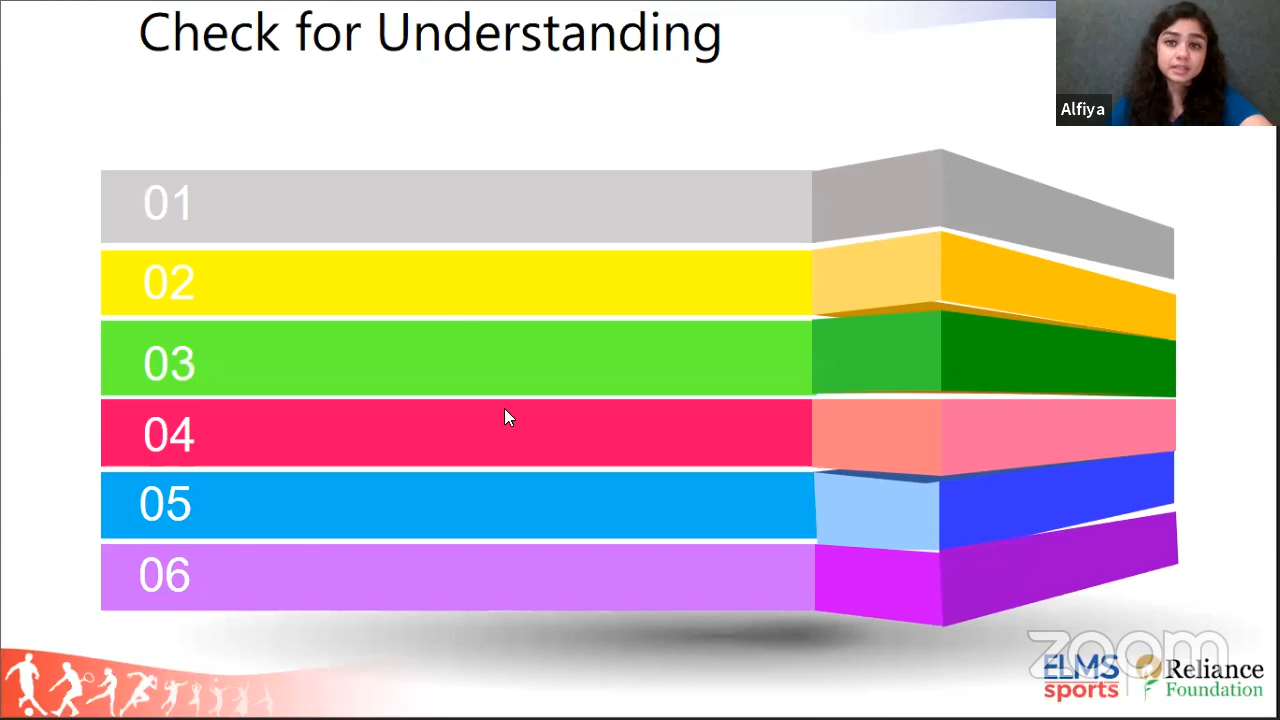 Check for Understanding
Alfiya
01
02
03
04
05
06
zoom
ELMS
sports
Reliance
Foundation